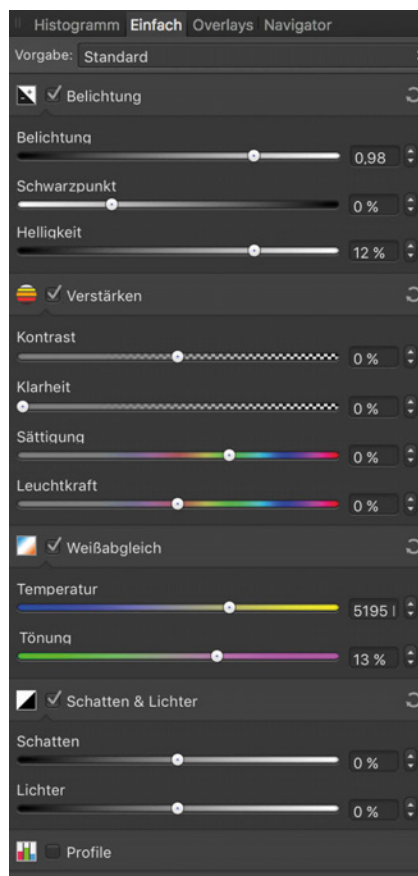 Histogramm Einfach Overlays Navigator
Vorgabe: Standard
Belichtung
Belichtung
0,98
Schwarzpunkt
0 %
Helligkeit
12 %
Verstärken
Kontrast
0 %
Klarheit
0 %
Sättigung
0 %
Leuchtkraft
0 %
Weißabgleich
Temperatur
5195
Tönung
13 %
Schatten & Lichter
Schatten
0 %
Lichter
0 %
Profile